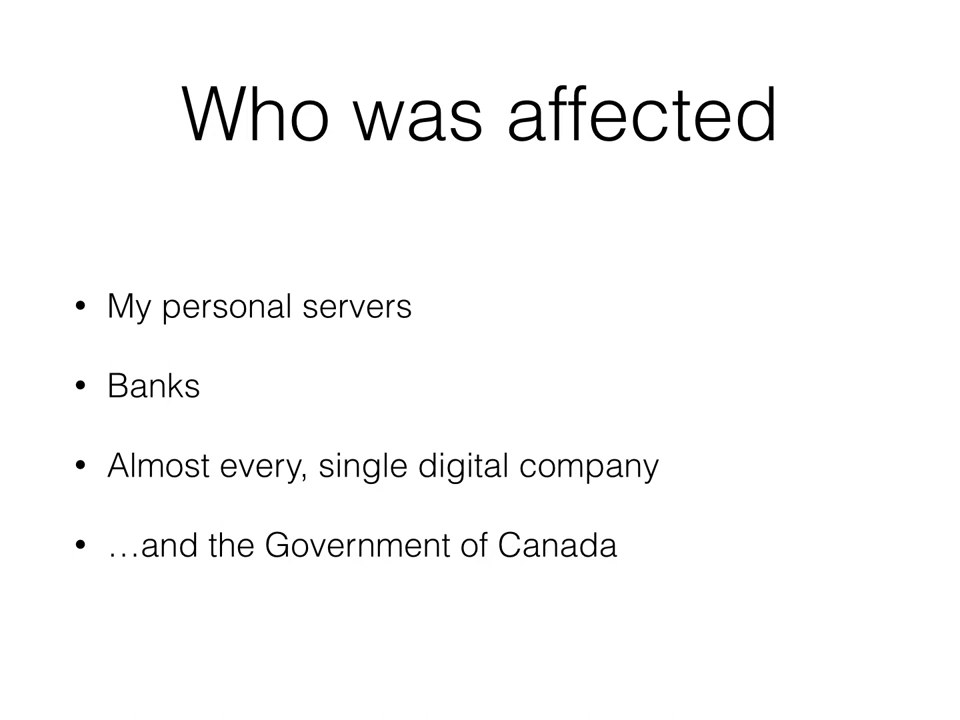 Who was affected
• My personal servers
• Banks
• Almost every, single digital company
• …and the Government of Canada